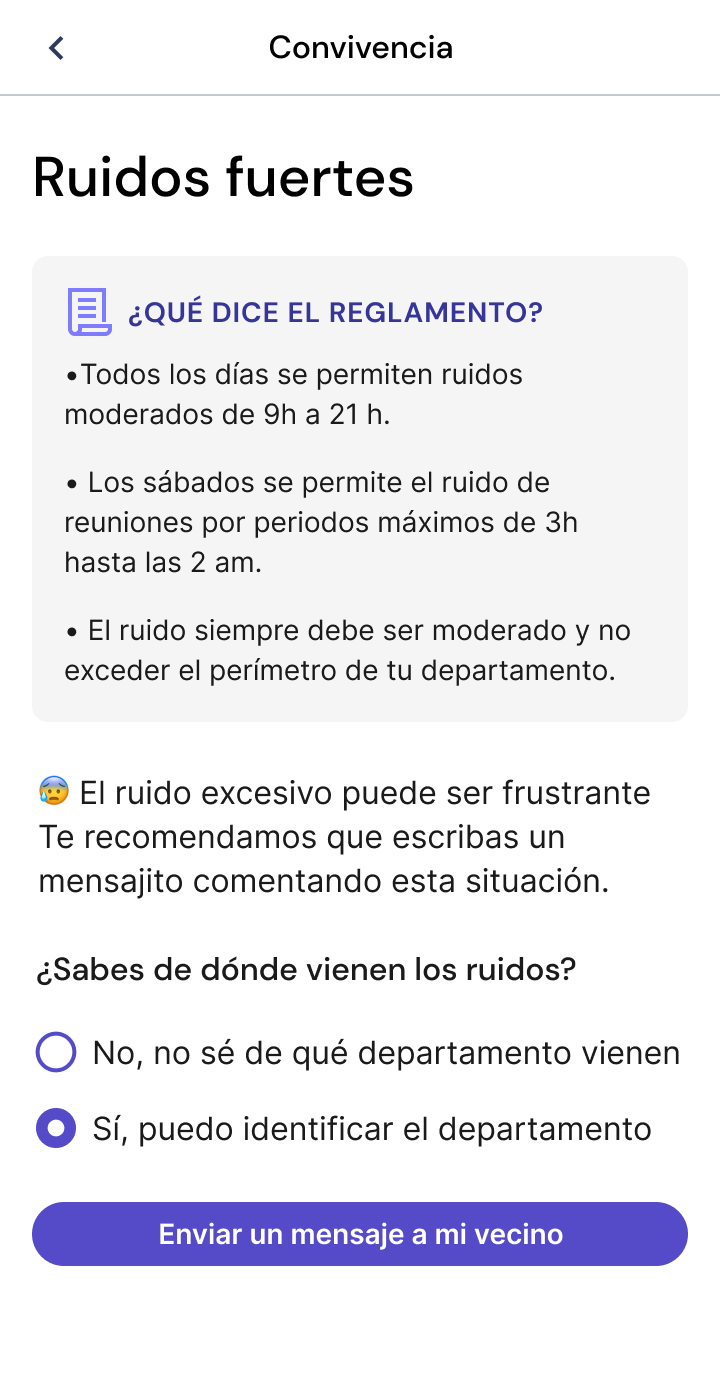 Convivencia
Ruidos fuertes
¿QUÉ DICE EL REGLAMENTO?
•Todos los días se permiten ruidos
moderados de 9h a 21 h.
• Los sábados se permite el ruido de
reuniones por periodos máximos de 3h
hasta las 2 am.
• El ruido siempre debe ser moderado y no
exceder el perímetro de tu departamento.
😰 El ruido excesivo puede ser frustrante
Te recomendamos que escribas un
mensajito comentando esta situación.
¿Sabes de dónde vienen los ruidos?
No, no sé de qué departamento vienen
Sí, puedo identificar el departamento
Enviar un mensaje a mi vecino